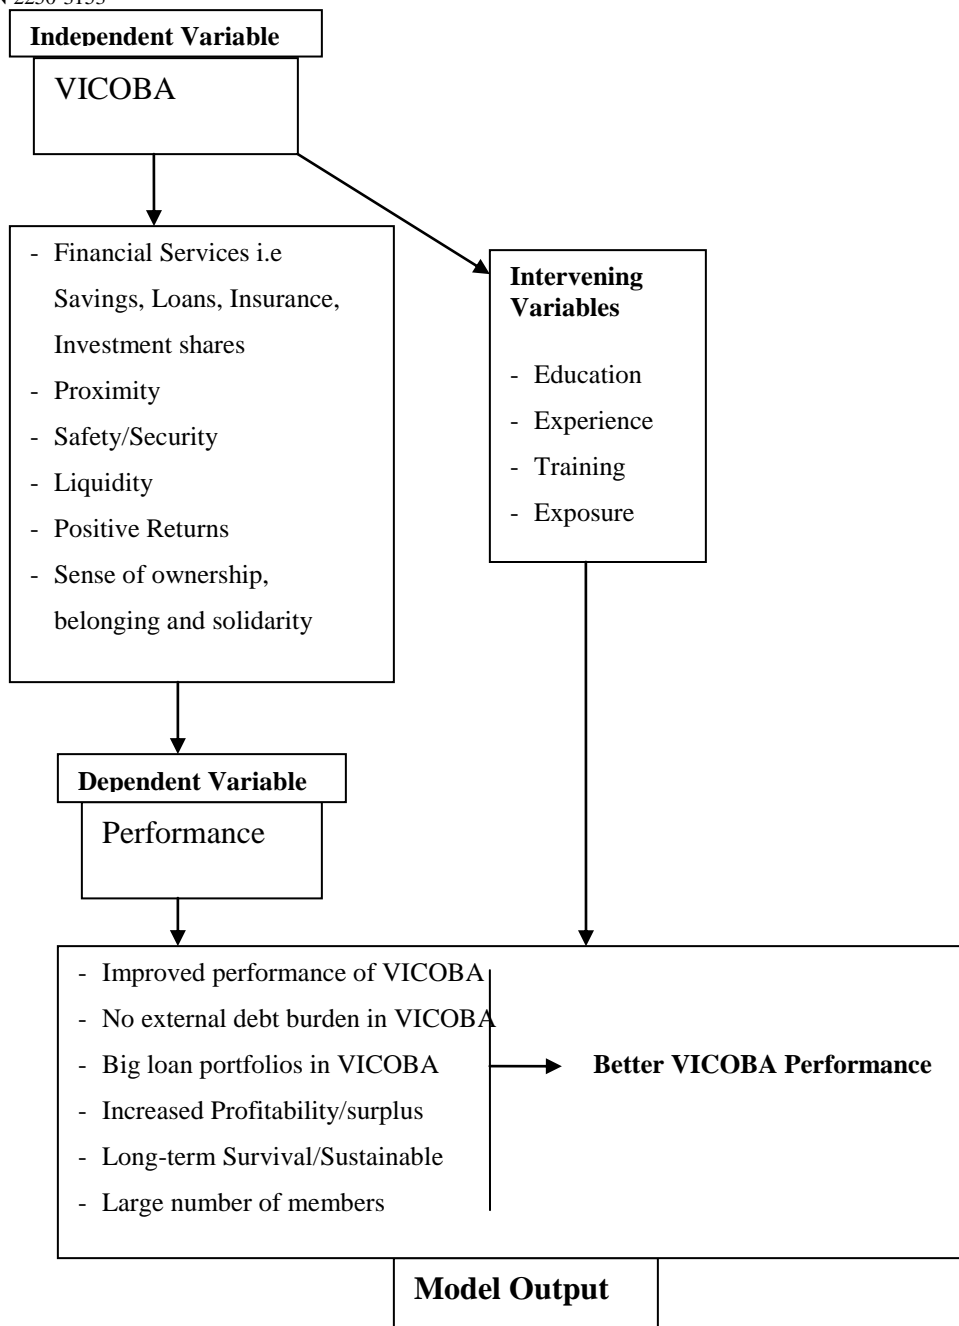 Independent Variable
VICOBA
- Financial Services i.e
Savings, Loans, Insurance,
Investment shares
- Proximity
- Safety/Security
- Liquidity
- Positive Returns
- Sense of ownership,
belonging and solidarity
Intervening
Variables
- Education
- Experience
- Training
- Exposure
Dependent Variable
Performance
- Improved performance of VICOBA
- No external debt burden in VICOBA
- Big loan portfolios in VICOBA
- Increased Profitability/surplus
- Long-term Survival/Sustainable
- Large number of members
Better VICOBA Performance
Model Output